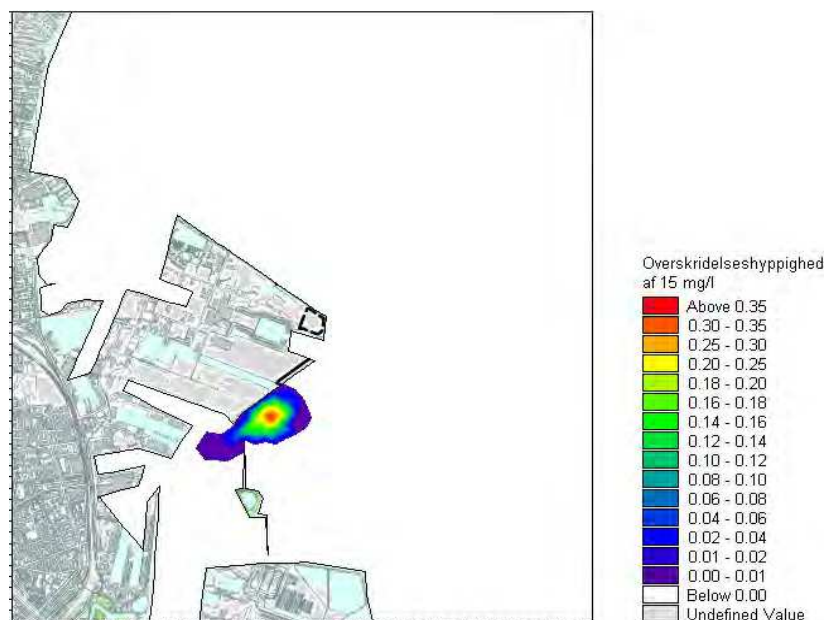 Overskridelseshyppighed
af 15 mg/l
Above 0.35
0.30 - 0.35
0.25 - 0.30
0.20 - 0.25
0.18 - 0.20
0.16 - 0.18
0.14 - 0.16
0.12 - 0.14
0.10 - 0.12
0.08 - 0.10
0.06 - 0.08
0.04 - 0.06
0.02 - 0.04
0.01 - 0.02
0.00 - 0.01
Below 0.00
Undefined Value